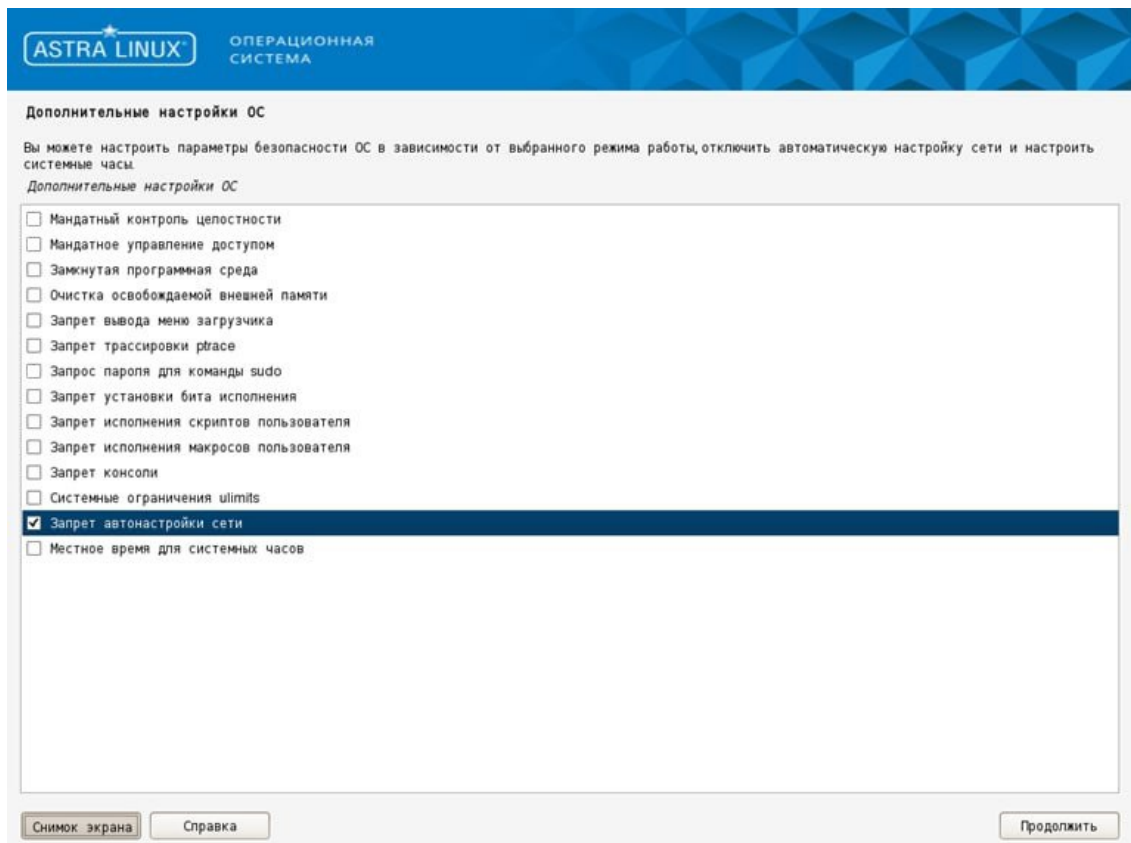 ASTRA LINUX®
ОПЕРАЦИОННАЯ
СИСТЕМА
Дополнительные настройки ОС
Вы можете настроить параметры безопасности ОС в зависимости от выбранного режима работы, отключить автоматическую настройку сети и настроить
системные часы.
Дополнительные настройки ОС
Мандатный контроль целостности
Мандатное управление доступом
Замкнутая программная среда
Очистка освобождаемой внешней памяти
Запрет вывода меню загрузчика
Запрет трассировки ptrace
Запрос пароля для команды sudo
Запрет установки бита исполнения
Запрет исполнения скриптов пользователя
Запрет исполнения макросов пользователя
Запрет консоли
Системные ограничения ulimits
Запрет автонастройки сети
Местное время для системных часов
Снимок экрана
Справка
Продолжить